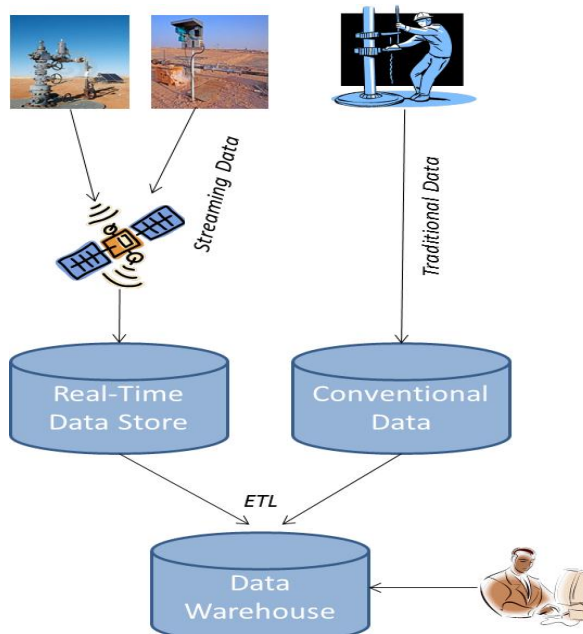 Streaming Data
Traditional Data
Real-Time
Data Store
Conventional
Data
ETL
Data
Warehouse